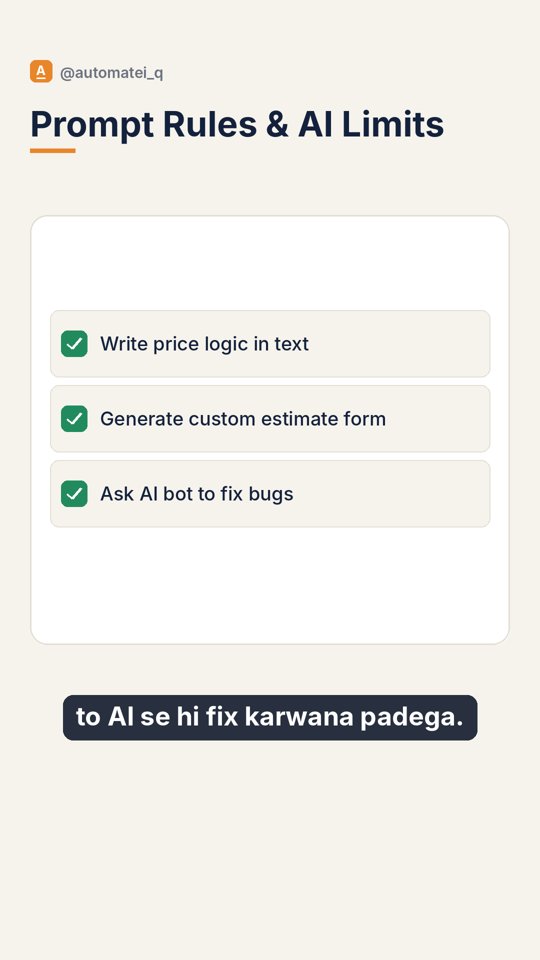 A
@automatei_q
Prompt Rules & AI Limits
Write price logic in text
Generate custom estimate form
Ask AI bot to fix bugs
to AI se hi fix karwana padega.